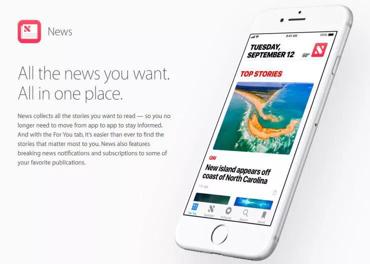 News
All the news you want.
All in one place.
News collects all the stories you want to read — so you no
longer need to move from app to app to stay informed.
And with the For You tab, it's easier than ever to find the
stories that matter most to you. News also features
breaking news notifications and subscriptions to some of
your favorite publications.
9:41 AM
TUESDAY,
SEPTEMBER 12
TOP STORIES
CNN
New island appears off
coast of North Carolina